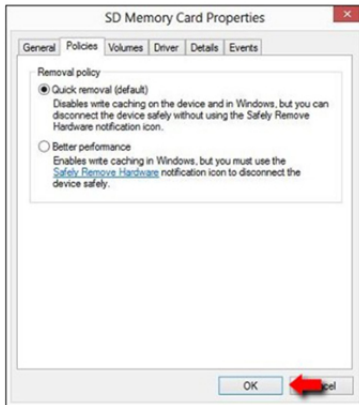 SD Memory Card Properties
General Policies Volumes Driver Details Events
Removal policy
Quick removal (default)
Disables write caching on the device and in Windows, but you can
disconnect the device safely without using the Safely Remove
Hardware notification icon.
Better performance
Enables write caching in Windows, but you must use the
Safely Remove Hardware notification icon to disconnect the
device safely.
OK